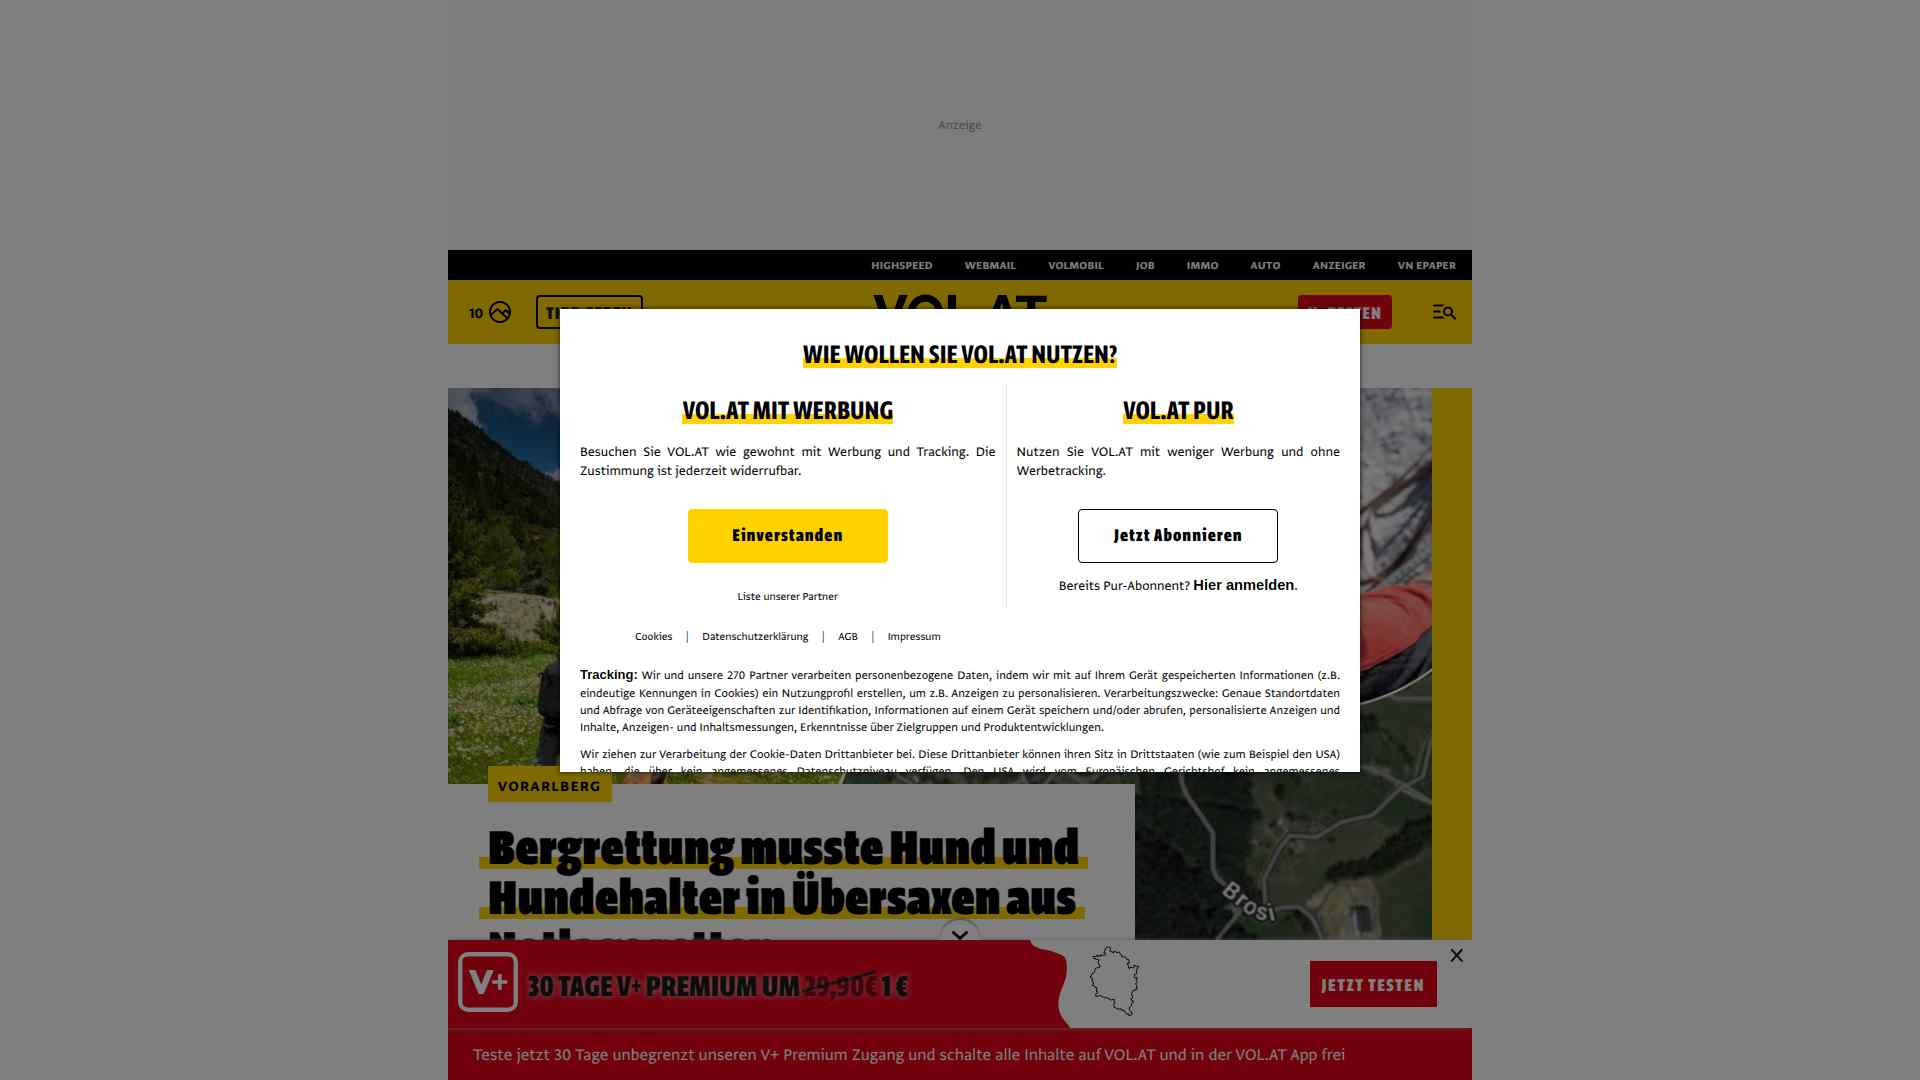 Anzeige
HIGHSPEED WEBMAIL VOLMOBIL JOB IMMO AUTO ANZEIGER VN EPAPER
10
VOL.AT
WIE WOLLEN SIE VOL.AT NUTZEN?
VOL.AT MIT WERBUNG
Besuchen Sie VOL.AT wie gewohnt mit Werbung und Tracking. Die
Zustimmung ist jederzeit widerrufbar.
Einverstanden
Liste unserer Partner
VOL.AT PUR
Nutzen Sie VOL.AT mit weniger Werbung und ohne
Werbetracking.
Jetzt Abonnieren
Bereits Pur-Abonnent? Hier anmelden.
Cookies | Datenschutzerklärung | AGB | Impressum
Tracking: Wir und unsere 270 Partner verarbeiten personenbezogene Daten, indem wir mit auf Ihrem Gerät gespeicherten Informationen (z.B.
eindeutige Kennungen in Cookies) ein Nutzungprofil erstellen, um z.B. Anzeigen zu personalisieren. Verarbeitungszwecke: Genaue Standortdaten
und Abfrage von Geräteeigenschaften zur Identifikation, Informationen auf einem Gerät speichern und/oder abrufen, personalisierte Anzeigen und
Inhalte, Anzeigen- und Inhaltsmessungen, Erkenntnisse über Zielgruppen und Produktentwicklungen.
Wir ziehen zur Verarbeitung der Cookie-Daten Drittanbieter bei. Diese Drittanbieter können ihren Sitz in Drittstaaten (wie zum Beispiel den USA)
haben, die über kein angemessenes Datenschutzniveau verfügen. Den USA wird vom Europäischen Gerichtshof kein angemessenes
VORARLBERG
Bergrettung musste Hund und
Hundehalter in Übersaxen aus
Notlage retten
Brosi
V+ 30 TAGE V+ PREMIUM UM 29,90€ 1 €
JETZT TESTEN
Teste jetzt 30 Tage unbegrenzt unseren V+ Premium Zugang und schalte alle Inhalte auf VOL.AT und in der VOL.AT App frei